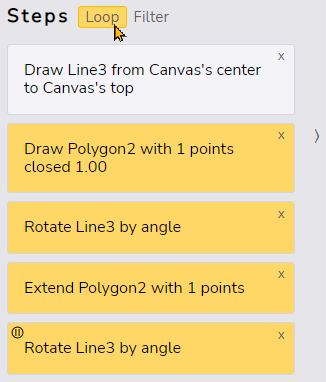 Steps Loop Filter
x
Draw Line3 from Canvas's center
to Canvas's top
x
Draw Polygon2 with 1 points
closed 1.00
x
Rotate Line3 by angle
x
Extend Polygon2 with 1 points
x
Rotate Line3 by angle